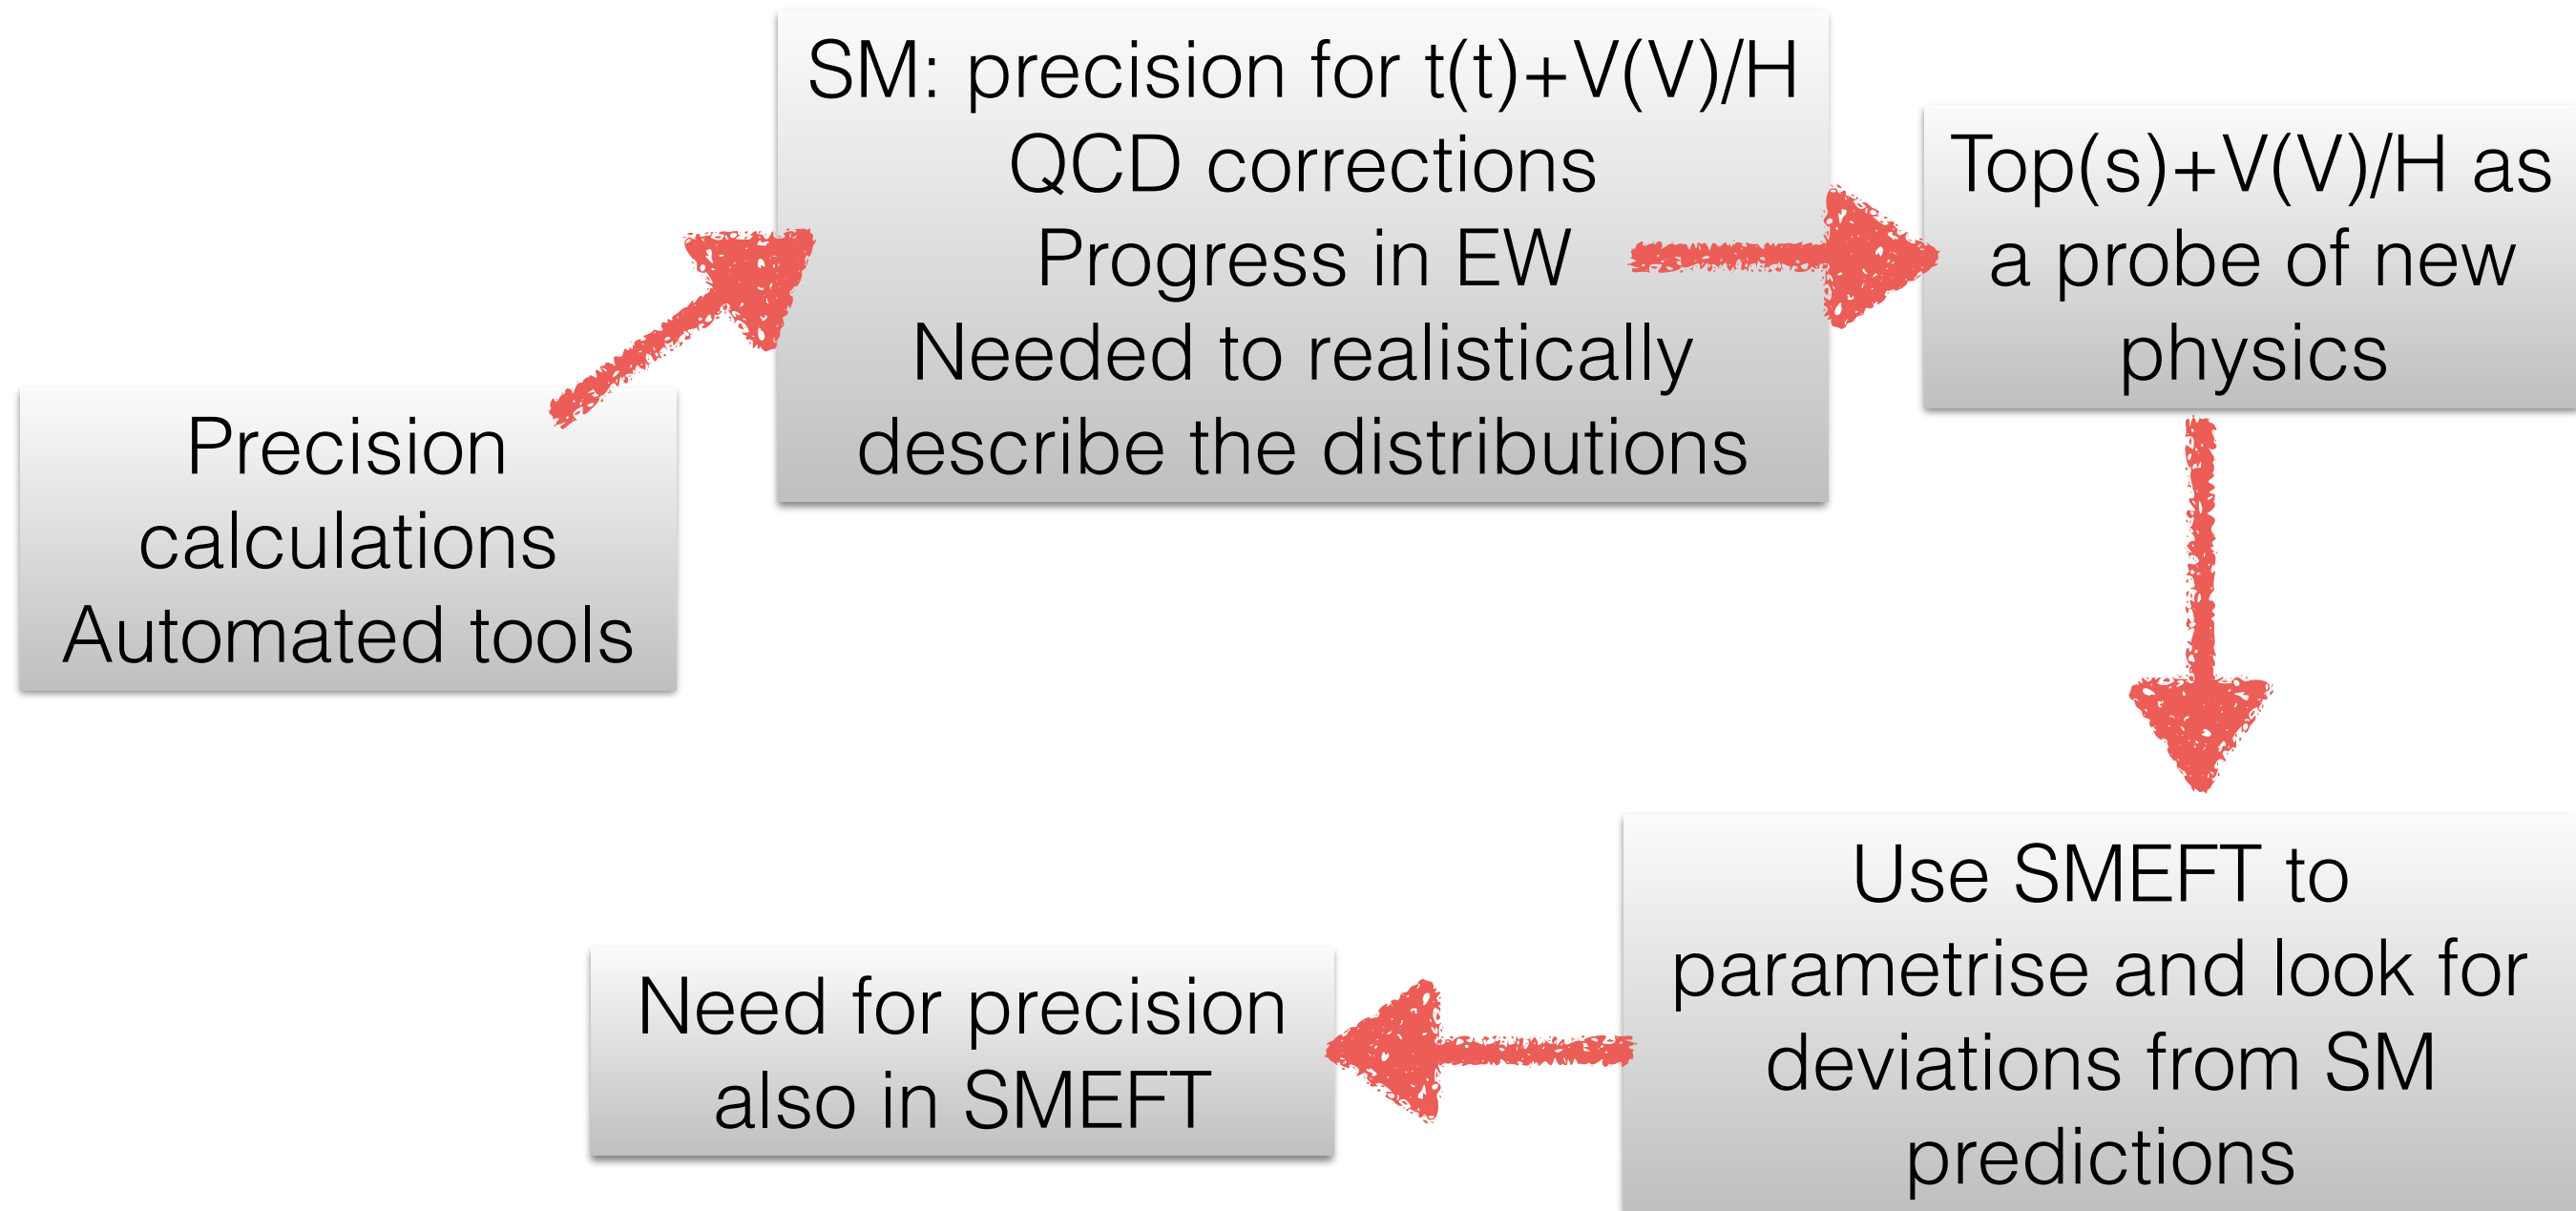 Precision
calculations
Automated tools
SM: precision for t(t)+V(V)/H
QCD corrections
Progress in EW
Needed to realistically
describe the distributions
Top(s)+V(V)/H as
a probe of new
physics
Use SMEFT to
parametrise and look for
deviations from SM
predictions
Need for precision
also in SMEFT